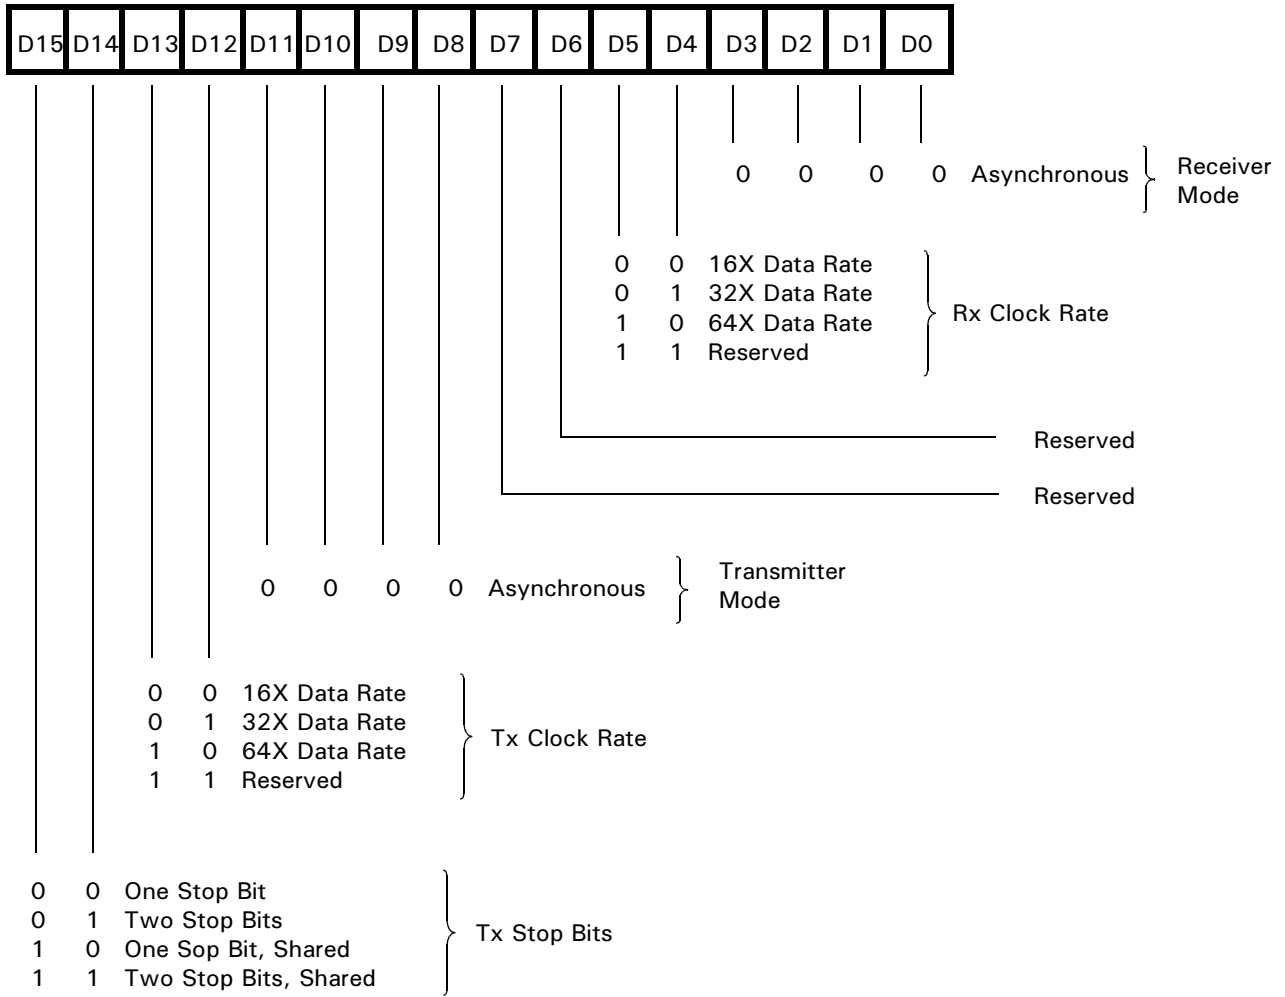 D15 D14 D13 D12 D11 D10 D9 D8 D7 D6 D5 D4 D3 D2 D1 D0
0 0 0 0 Asynchronous
Receiver
Mode
0 0 16X Data Rate
0 1 32X Data Rate
1 0 64X Data Rate
1 1 Reserved
Rx Clock Rate
Reserved
Reserved
0 0 0 0 Asynchronous
Transmitter
Mode
0 0 16X Data Rate
0 1 32X Data Rate
1 0 64X Data Rate
1 1 Reserved
Tx Clock Rate
0 0 One Stop Bit
0 1 Two Stop Bits
1 0 One Sop Bit, Shared
1 1 Two Stop Bits, Shared
Tx Stop Bits